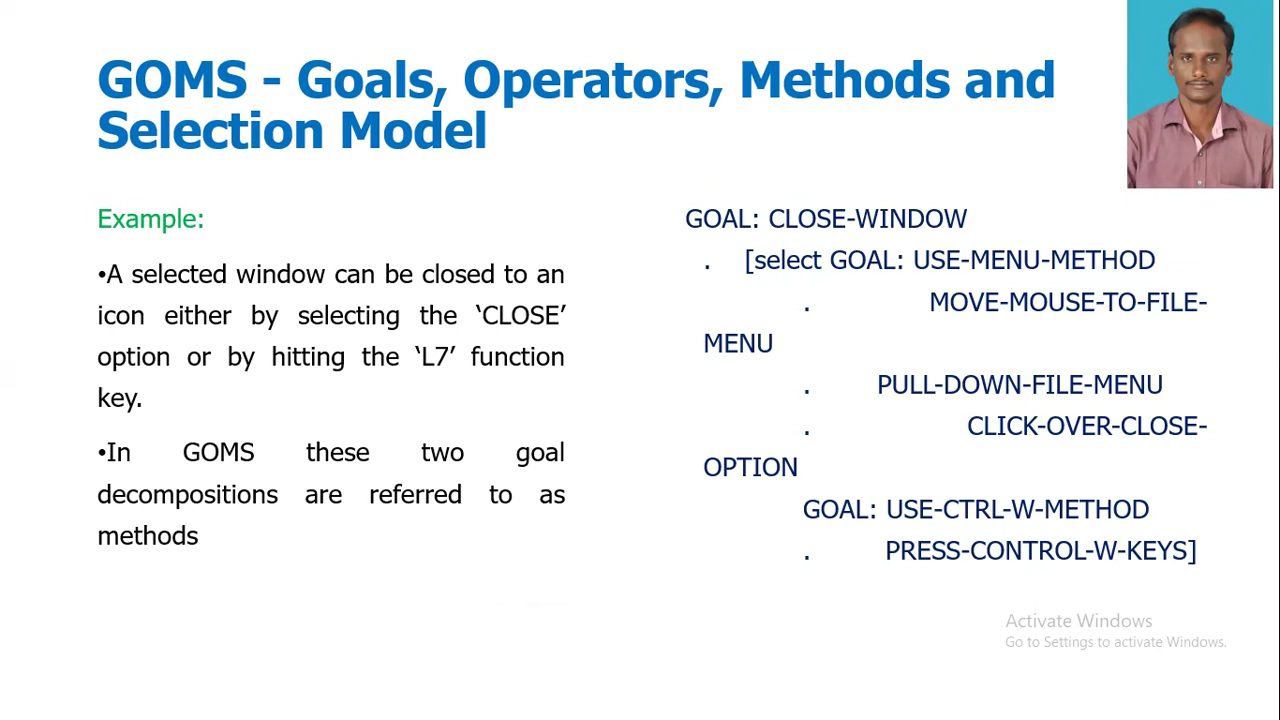 GOMS - Goals, Operators, Methods and
Selection Model
Example:
•A selected window can be closed to an
icon either by selecting the ‘CLOSE’
option or by hitting the ‘L7’ function
key.
•In GOMS these two goal
decompositions are referred to as
methods
GOAL: CLOSE-WINDOW
. [select GOAL: USE-MENU-METHOD
. MOVE-MOUSE-TO-FILE-
MENU
. PULL-DOWN-FILE-MENU
. CLICK-OVER-CLOSE-
OPTION
GOAL: USE-CTRL-W-METHOD
. PRESS-CONTROL-W-KEYS]
Activate Windows
Go to Settings to activate Windows.